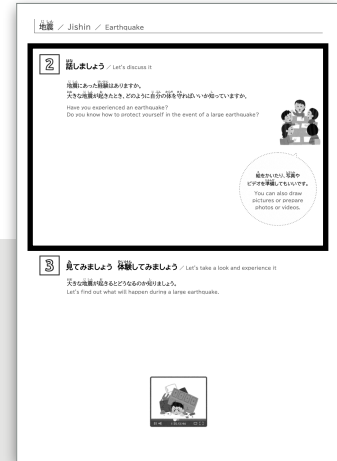 地震 / Jishin / Earthquake
2 話しましょう / Let's discuss it
地震にあった経験はありますか。
大きな地震が起きたとき、どのように自分の体を守ればいいか知っていますか。
Have you experienced an earthquake?
Do you know how to protect yourself in the event of a large earthquake?
絵をかいたり、写真や
ビデオを準備してもいいです。
You can also draw
pictures or prepare
photos or videos.
3 見てみましょう 体験してみましょう / Let's take a look and experience it
大きな地震が起きるとどうなるのか知りましょう。
Let's find out what will happen during a large earthquake.